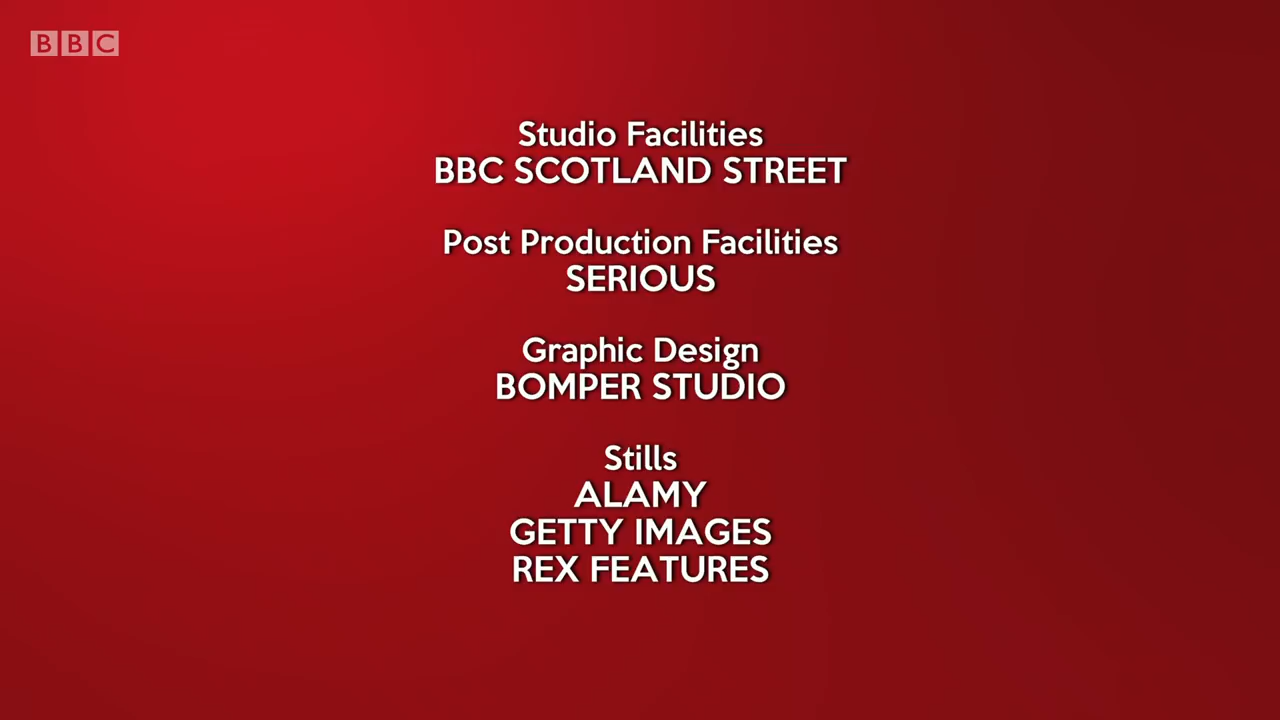 BBC
Studio Facilities
BBC SCOTLAND STREET
Post Production Facilities
SERIOUS
Graphic Design
BOMPER STUDIO
Stills
ALAMY
GETTY IMAGES
REX FEATURES